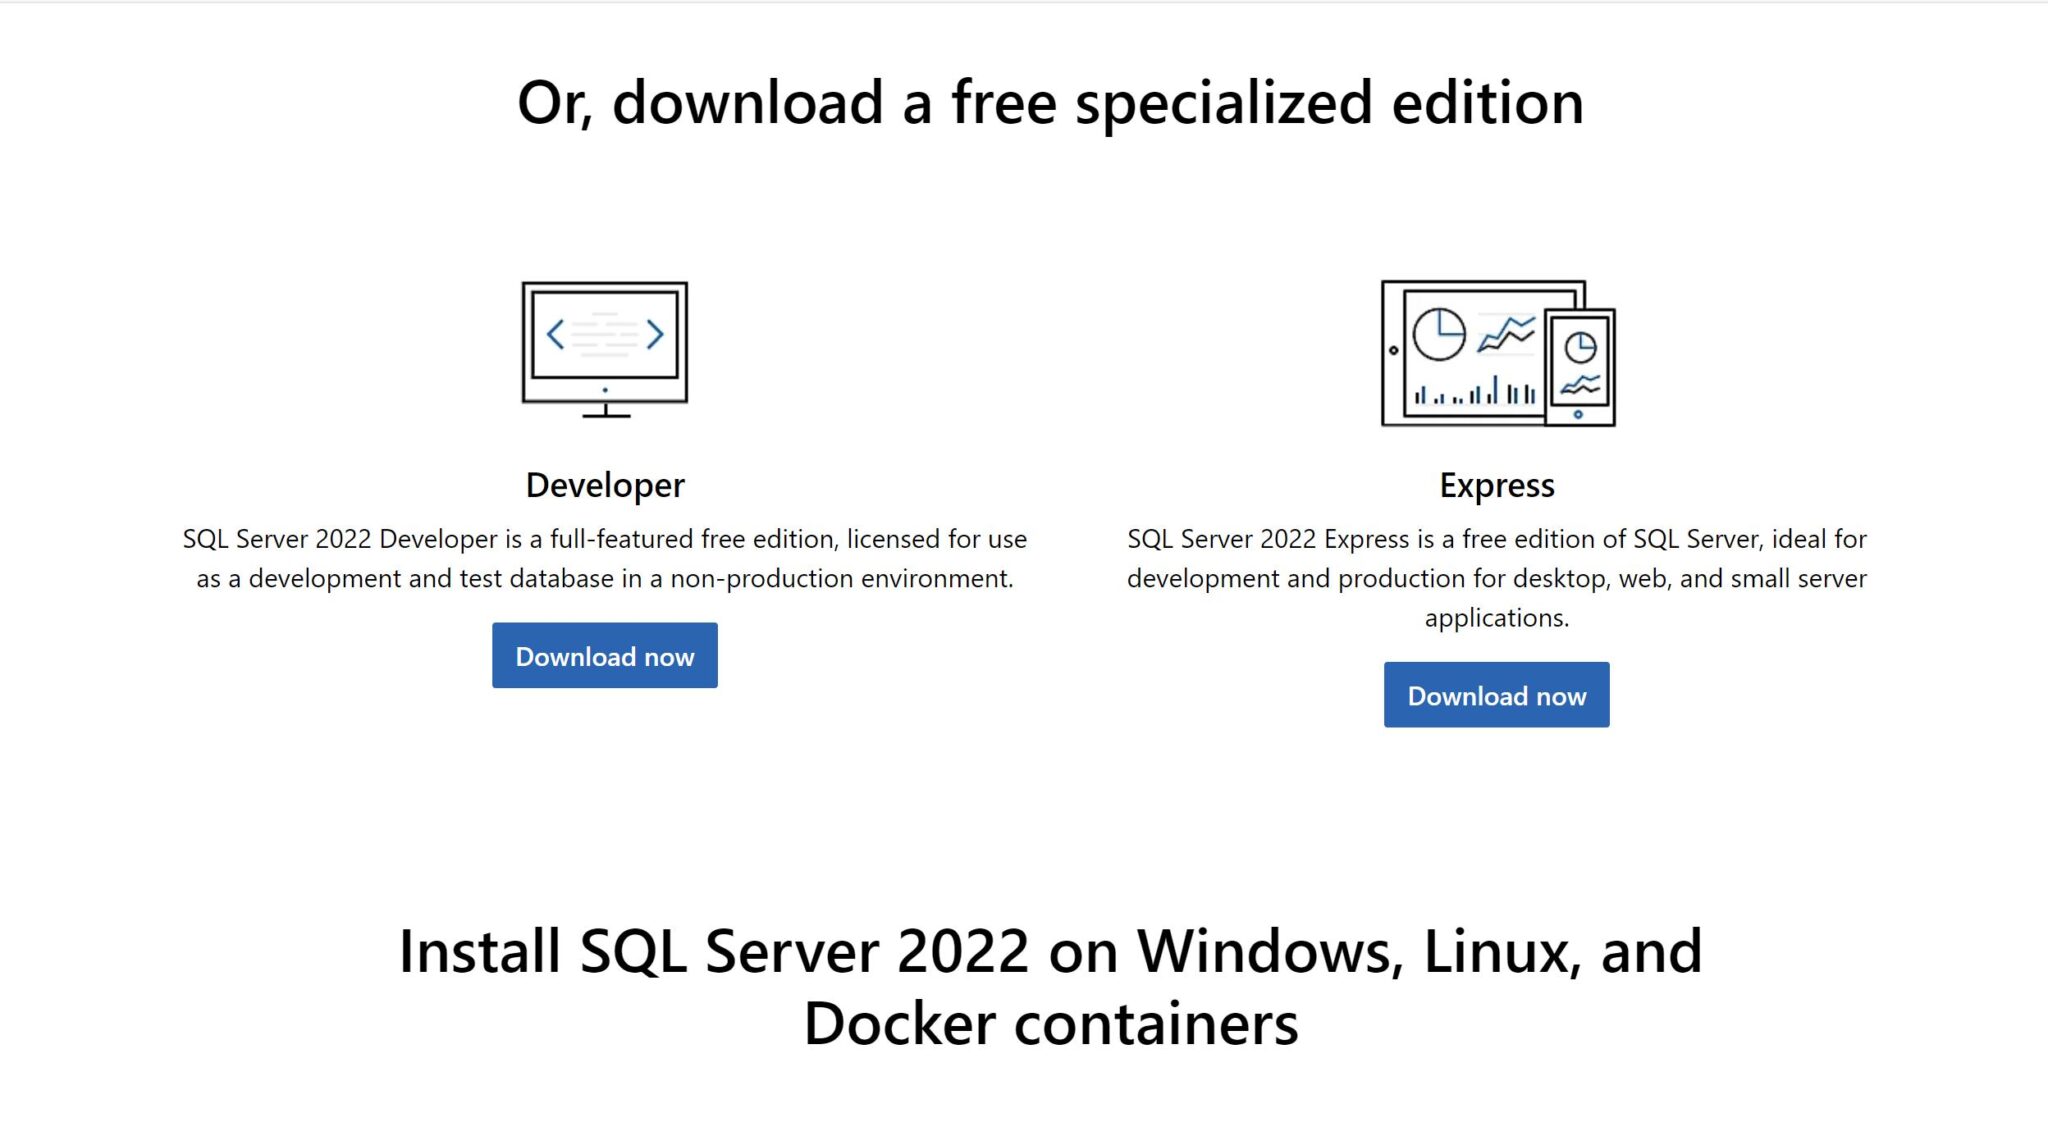 Or, download a free specialized edition
Developer
SQL Server 2022 Developer is a full-featured free edition, licensed for use
as a development and test database in a non-production environment.
Download now
Express
SQL Server 2022 Express is a free edition of SQL Server, ideal for
development and production for desktop, web, and small server
applications.
Download now
Install SQL Server 2022 on Windows, Linux, and
Docker containers